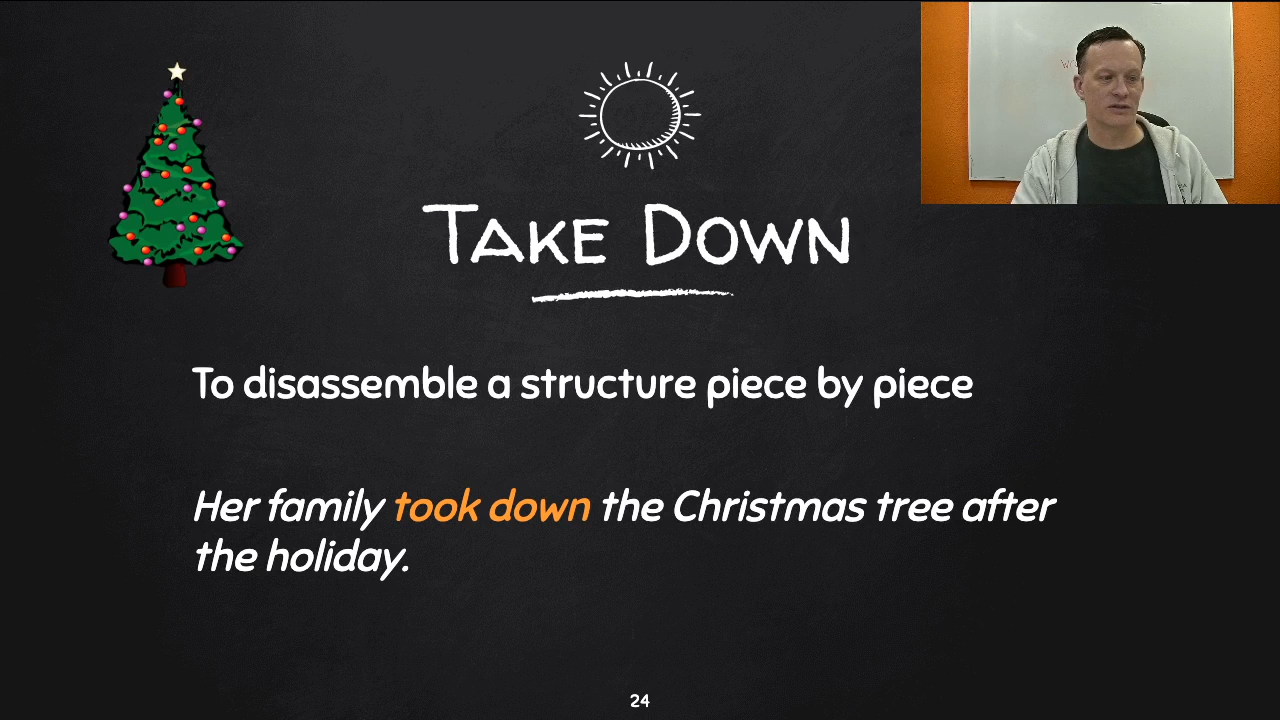 Take Down
To disassemble a structure piece by piece
Her family took down the Christmas tree after
the holiday.
24